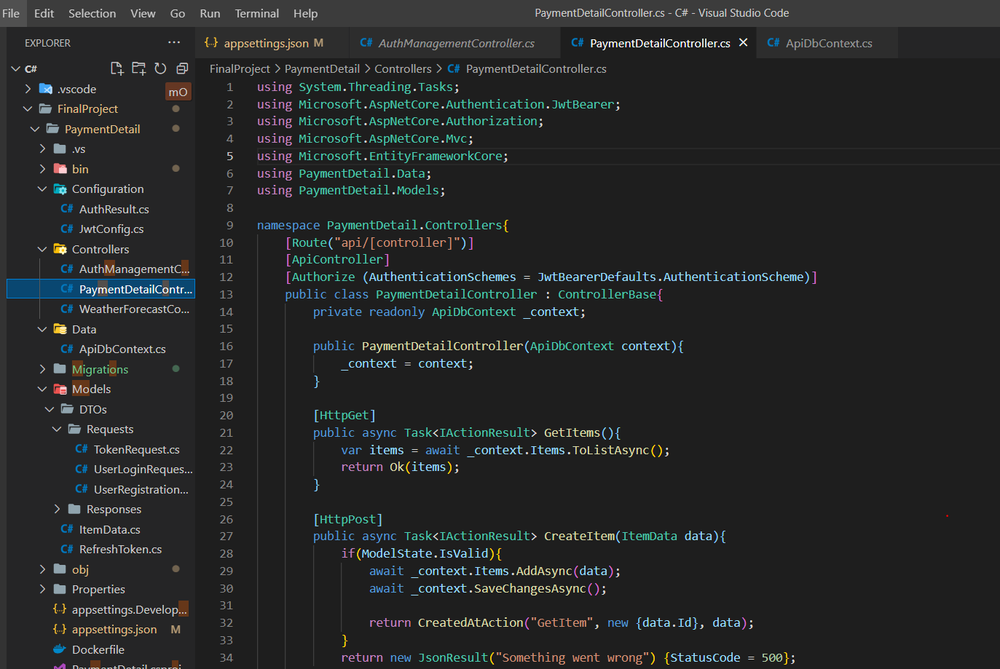 File Edit Selection View Go Run Terminal Help PaymentDetailController.cs - C# - Visual Studio Code
EXPLORER ···
{..} appsettings.json M C# AuthManagementController.cs C# PaymentDetailController.cs C# ApiDbContext.cs
C#
.vscode
mO
FinalProject
PaymentDetail
.vs
bin
Configuration
C# AuthResult.cs
C# JwtConfig.cs
Controllers
C# AuthManagementC...
C# PaymentDetailContr...
C# WeatherForecastCo...
Data
C# ApiDbContext.cs
Migrations
Models
DTOs
Requests
C# TokenRequest.cs
C# UserLoginReques...
C# UserRegistration...
Responses
C# ItemData.cs
C# RefreshToken.cs
obj
Properties
{..} appsettings.Develop...
{..} appsettings.json M
Dockerfile
PaymentDetail.csproj
FinalProject > PaymentDetail > Controllers > C# PaymentDetailController.cs
1 using System.Threading.Tasks;
2 using Microsoft.AspNetCore.Authentication.JwtBearer;
3 using Microsoft.AspNetCore.Authorization;
4 using Microsoft.AspNetCore.Mvc;
5 using Microsoft.EntityFrameworkCore;
6 using PaymentDetail.Data;
7 using PaymentDetail.Models;
8
9 namespace PaymentDetail.Controllers{
10 [Route("api/[controller]")]
11 [ApiController]
12 [Authorize (AuthenticationSchemes = JwtBearerDefaults.AuthenticationScheme)]
13 public class PaymentDetailController : ControllerBase{
14 private readonly ApiDbContext _context;
15
16 public PaymentDetailController(ApiDbContext context){
17 _context = context;
18 }
19
20 [HttpGet]
21 public async Task<IActionResult> GetItems(){
22 var items = await _context.Items.ToListAsync();
23 return Ok(items);
24 }
25
26 [HttpPost]
27 public async Task<IActionResult> CreateItem(ItemData data){
28 if(ModelState.IsValid){
29 await _context.Items.AddAsync(data);
30 await _context.SaveChangesAsync();
31
32 return CreatedAtAction("GetItem", new {data.Id}, data);
33 }
34 return new JsonResult("Something went wrong") {StatusCode = 500};